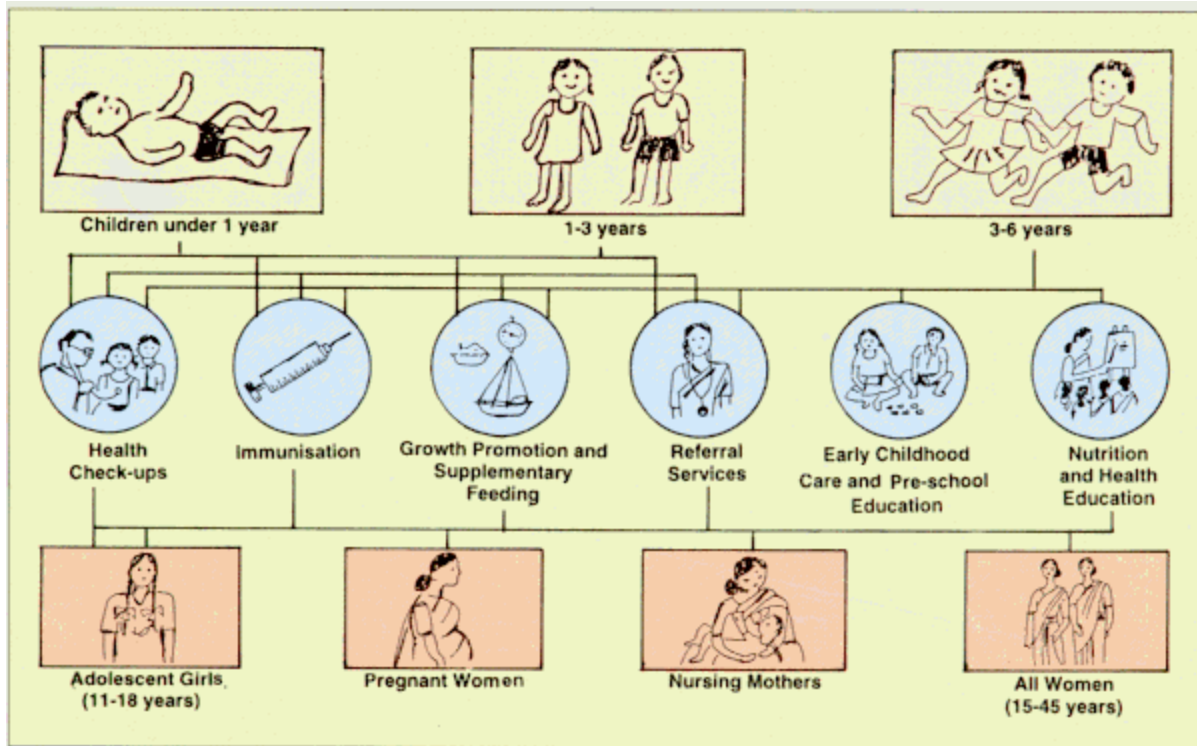 Children under 1 year
1-3 years
3-6 years
Health
Check-ups
Immunisation
Growth Promotion and
Supplementary
Feeding
Referral
Services
Early Childhood
Care and Pre-school
Education
Nutrition
and Health
Education
Adolescent Girls
(11-18 years)
Pregnant Women
Nursing Mothers
All Women
(15-45 years)